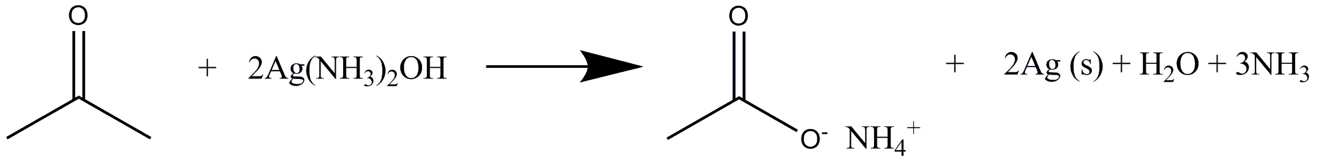 O + 2Ag(NH₃)₂OH O O⁻ NH₄⁺ + 2Ag (s) + H₂O + 3NH₃